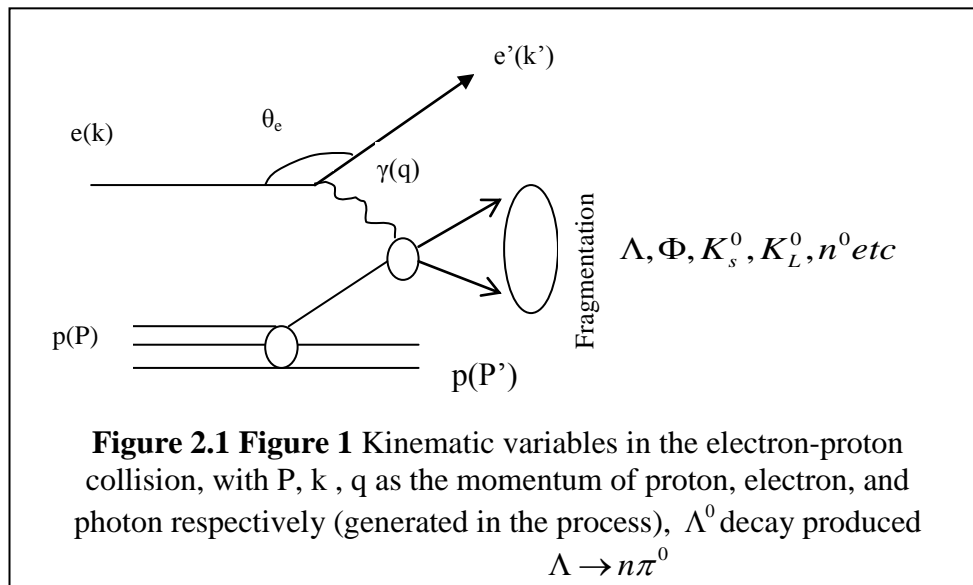 e'(k')
θe
e(k)
γ(q)
Fragmentation
Λ, Φ, K_s^0, K_L^0, n^0 etc
p(P)
p(P')
Figure 2.1 Figure 1 Kinematic variables in the electron-proton
collision, with P, k , q as the momentum of proton, electron, and
photon respectively (generated in the process), Λ^0 decay produced
Λ → nπ^0